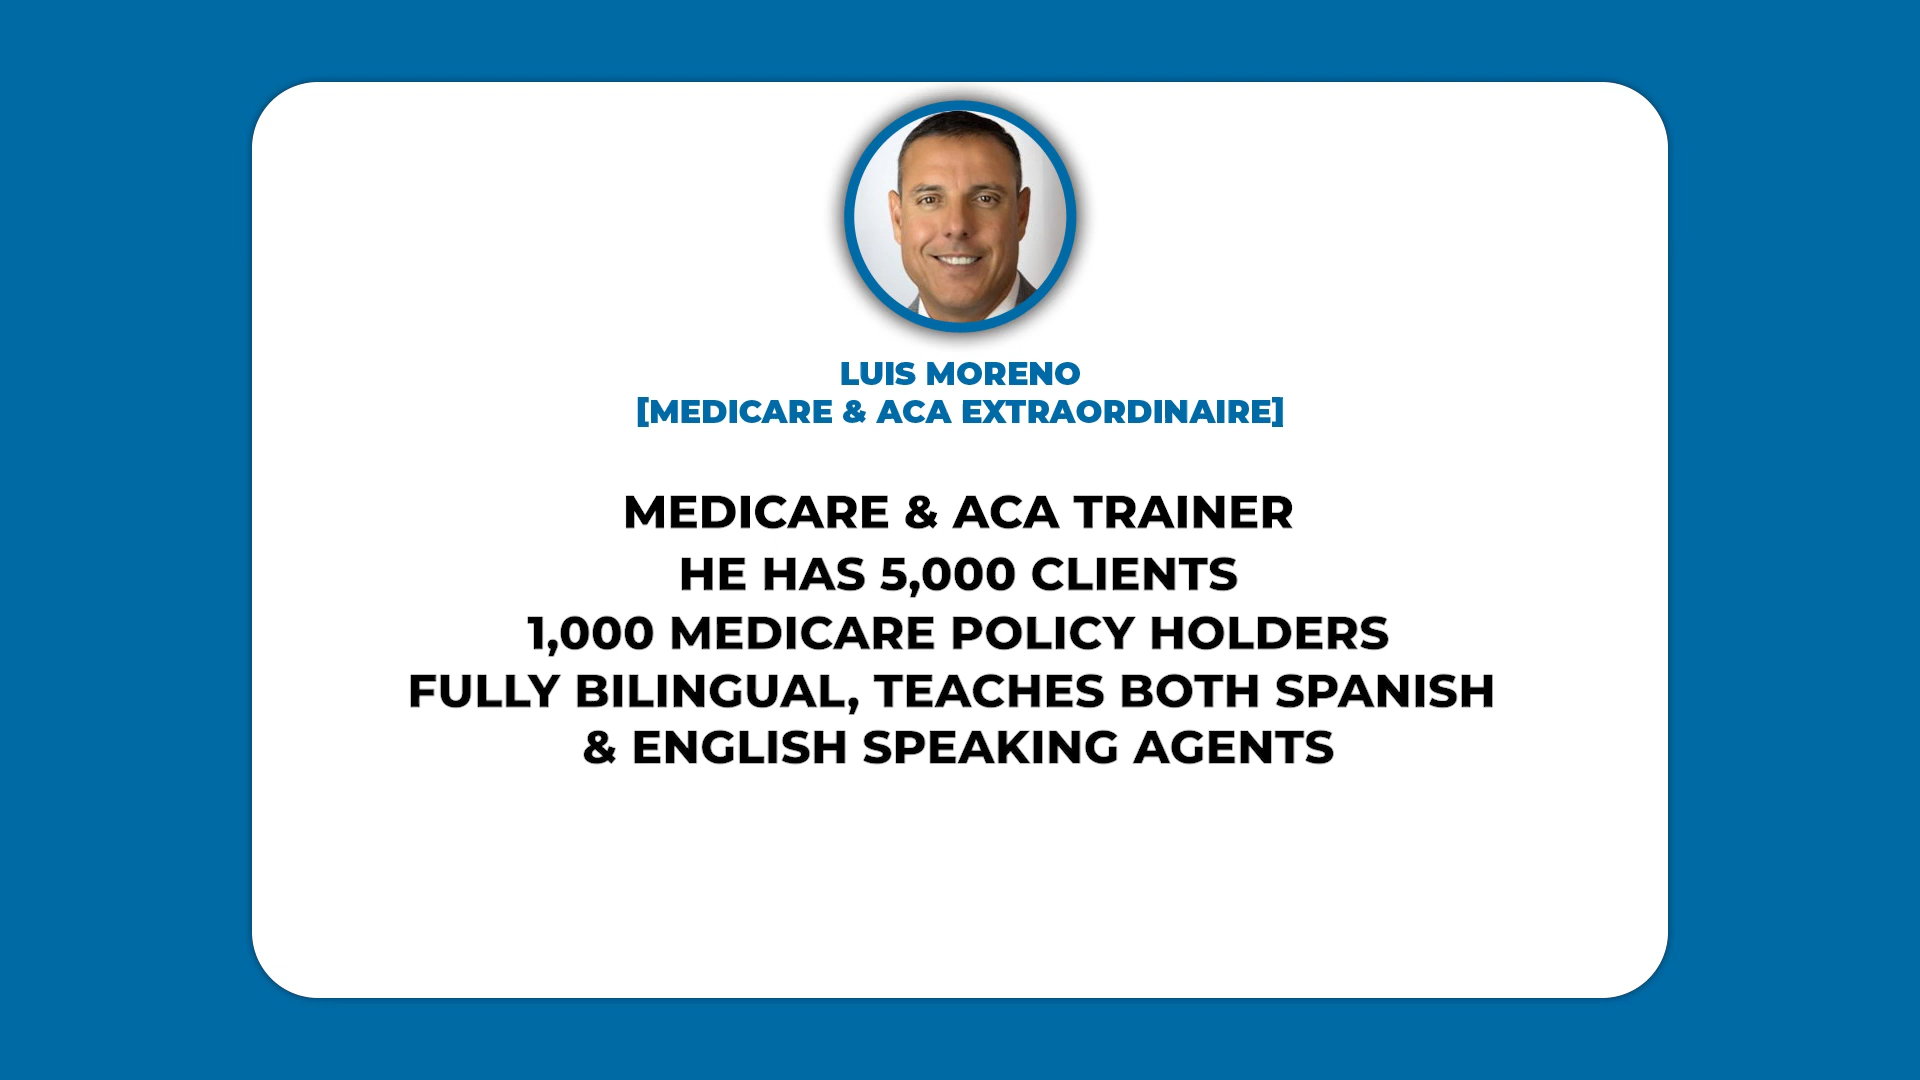 LUIS MORENO
[MEDICARE & ACA EXTRAORDINAIRE]
MEDICARE & ACA TRAINER
HE HAS 5,000 CLIENTS
1,000 MEDICARE POLICY HOLDERS
FULLY BILINGUAL, TEACHES BOTH SPANISH
& ENGLISH SPEAKING AGENTS